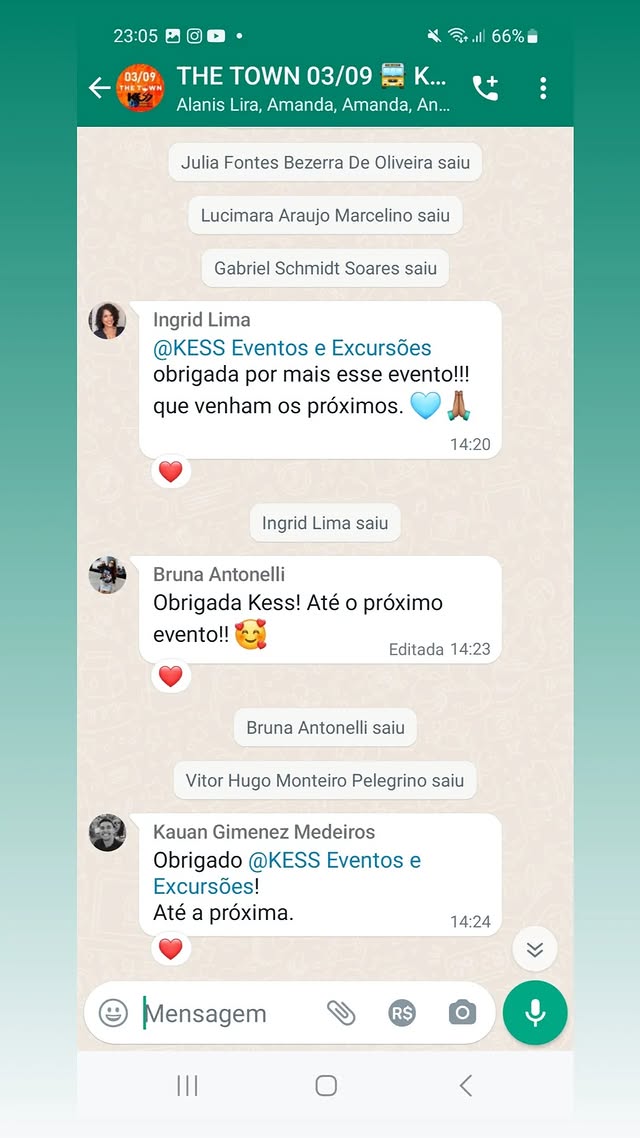 23:05 66%
03/09
THE TOWN
KESS
THE TOWN 03/09 K...
Alanis Lira, Amanda, Amanda, An...
Julia Fontes Bezerra De Oliveira saiu
Lucimara Araujo Marcelino saiu
Gabriel Schmidt Soares saiu
Ingrid Lima
@KESS Eventos e Excursões
obrigada por mais esse evento!!!
que venham os próximos. 🩵🙏🏾
14:20
Ingrid Lima saiu
Bruna Antonelli
Obrigada Kess! Até o próximo
evento!! 🥰
Editada 14:23
Bruna Antonelli saiu
Vitor Hugo Monteiro Pelegrino saiu
Kauan Gimenez Medeiros
Obrigado @KESS Eventos e
Excursões!
Até a próxima.
14:24
Mensagem
R$